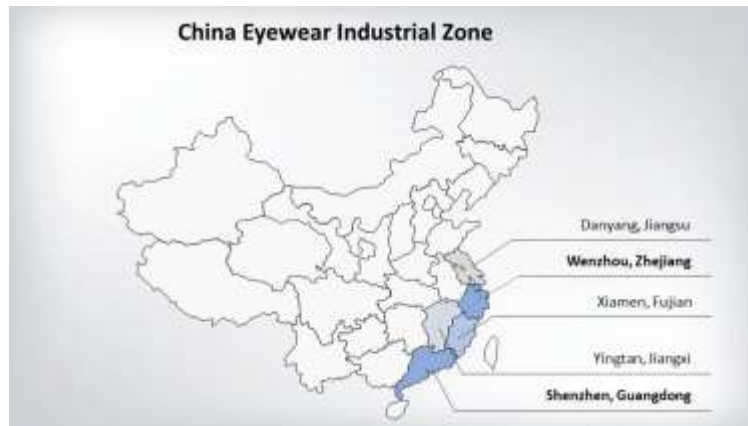 China Eyewear Industrial Zone
Danyang, Jiangsu
Wenzhou, Zhejiang
Xiamen, Fujian
Yingtan, Jiangxi
Shenzhen, Guangdong